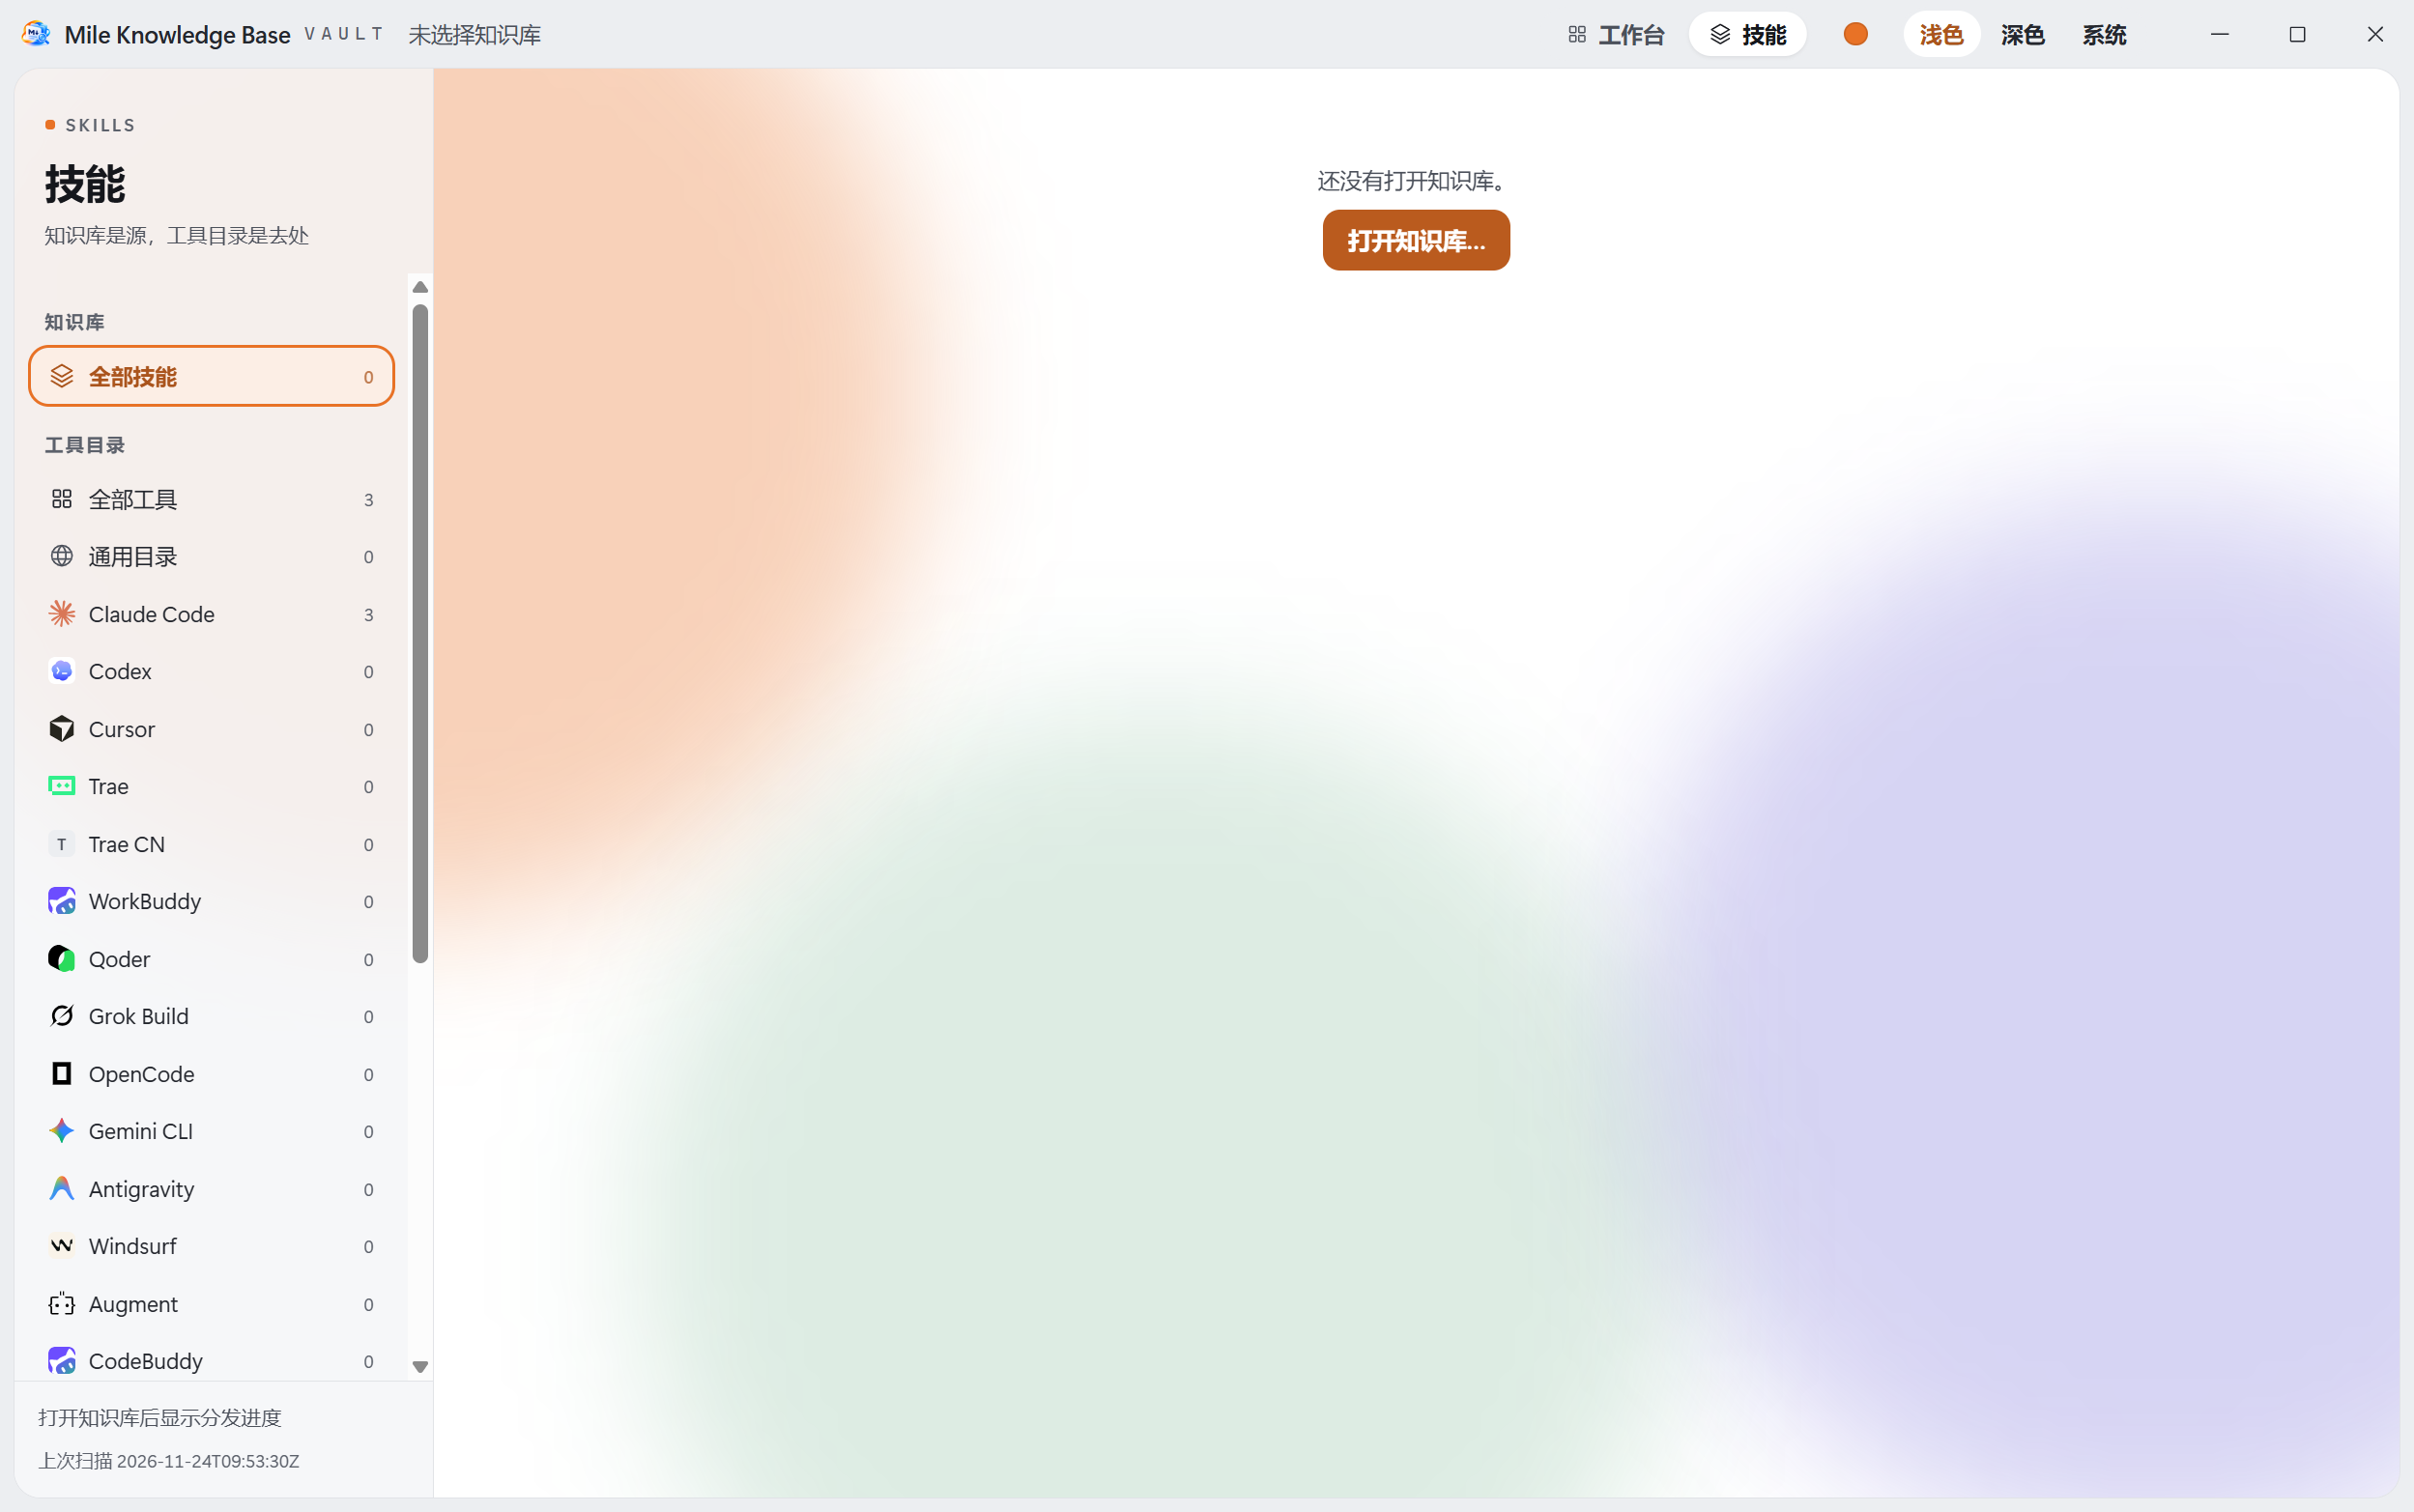 Mile Knowledge Base VAULT 未选择知识库 工作台 技能 浅色 深色 系统
SKILLS
技能
知识库是源，工具目录是去处
知识库
全部技能 0
工具目录
全部工具 3
通用目录 0
Claude Code 3
Codex 0
Cursor 0
Trae 0
T Trae CN 0
WorkBuddy 0
Qoder 0
Grok Build 0
OpenCode 0
Gemini CLI 0
Antigravity 0
Windsurf 0
Augment 0
CodeBuddy 0
打开知识库后显示分发进度
上次扫描 2026-11-24T09:53:30Z
还没有打开知识库。
打开知识库...